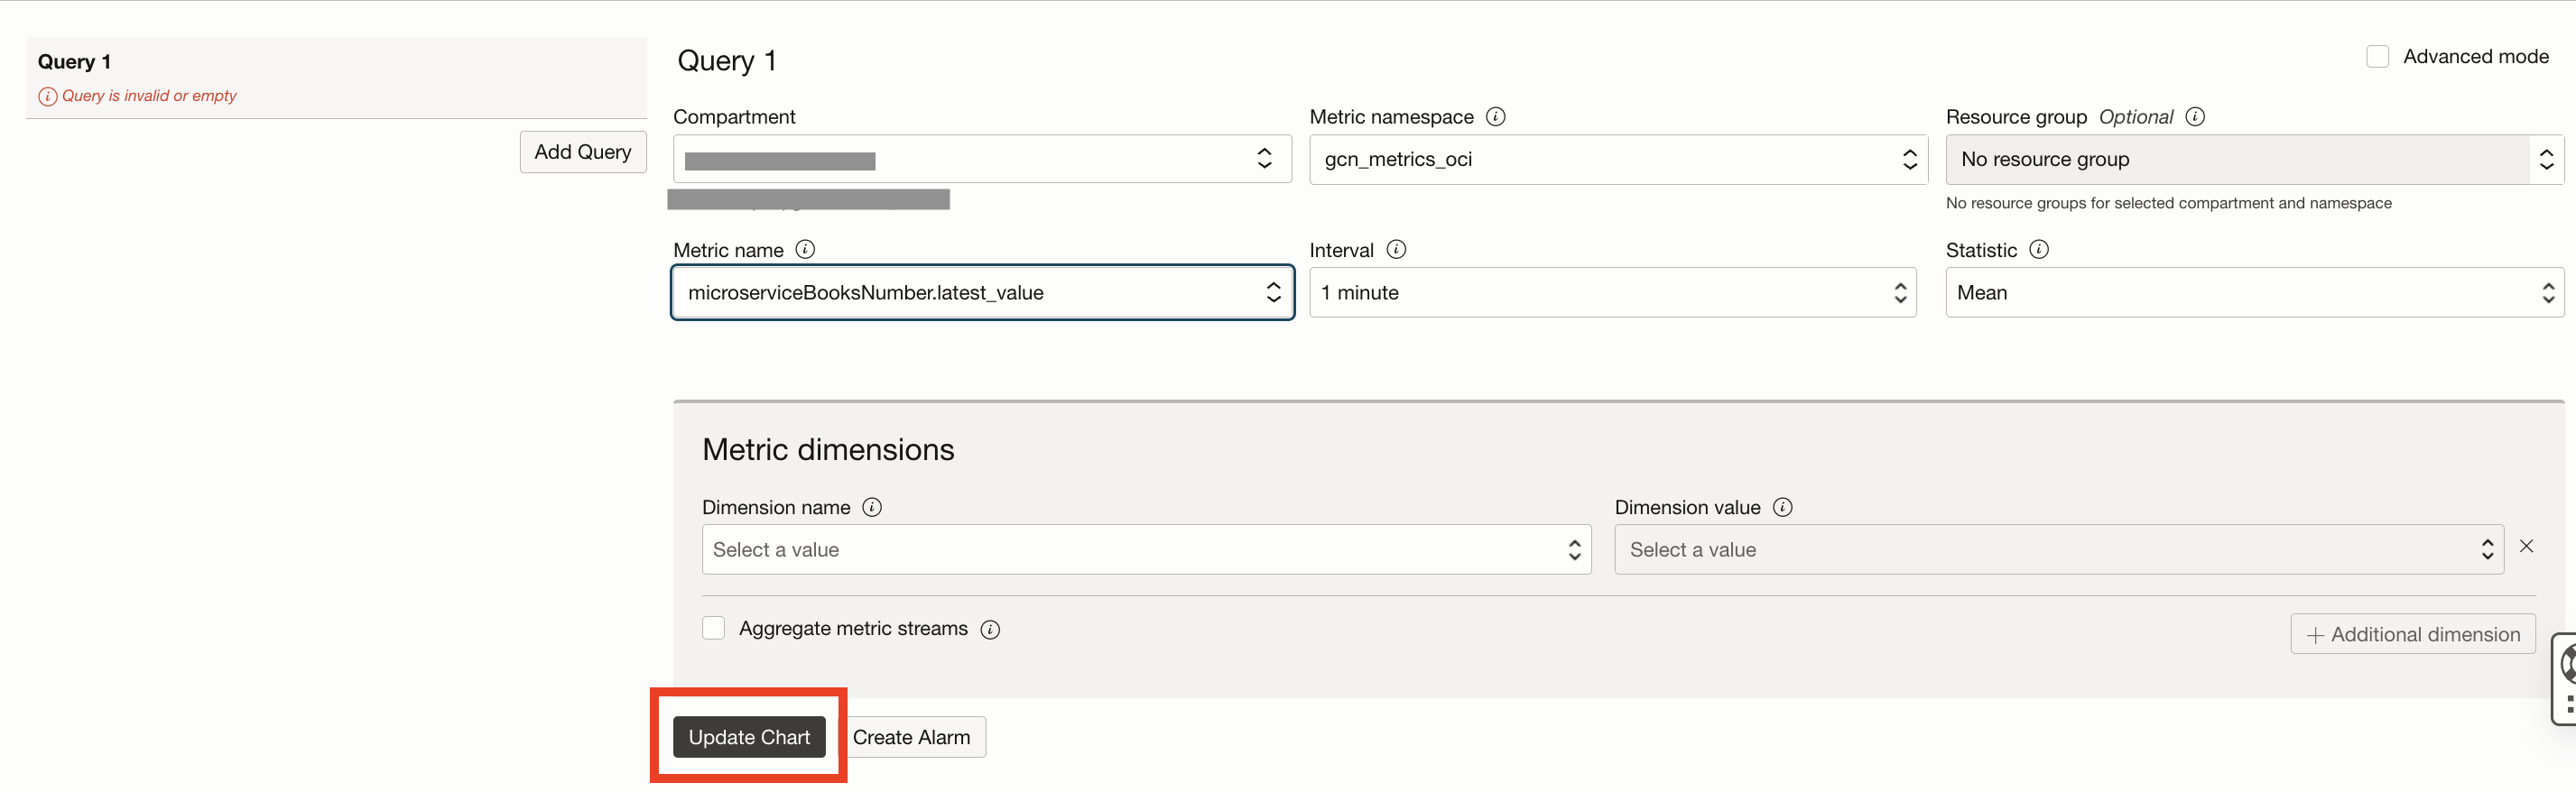 Query 1
Query is invalid or empty
Add Query
Query 1
Advanced mode
Compartment
Metric namespace
gcn_metrics_oci
Resource group Optional
No resource group
No resource groups for selected compartment and namespace
Metric name
microserviceBooksNumber.latest_value
Interval
1 minute
Statistic
Mean
Metric dimensions
Dimension name
Select a value
Dimension value
Select a value
Aggregate metric streams
Additional dimension
Update Chart
Create Alarm